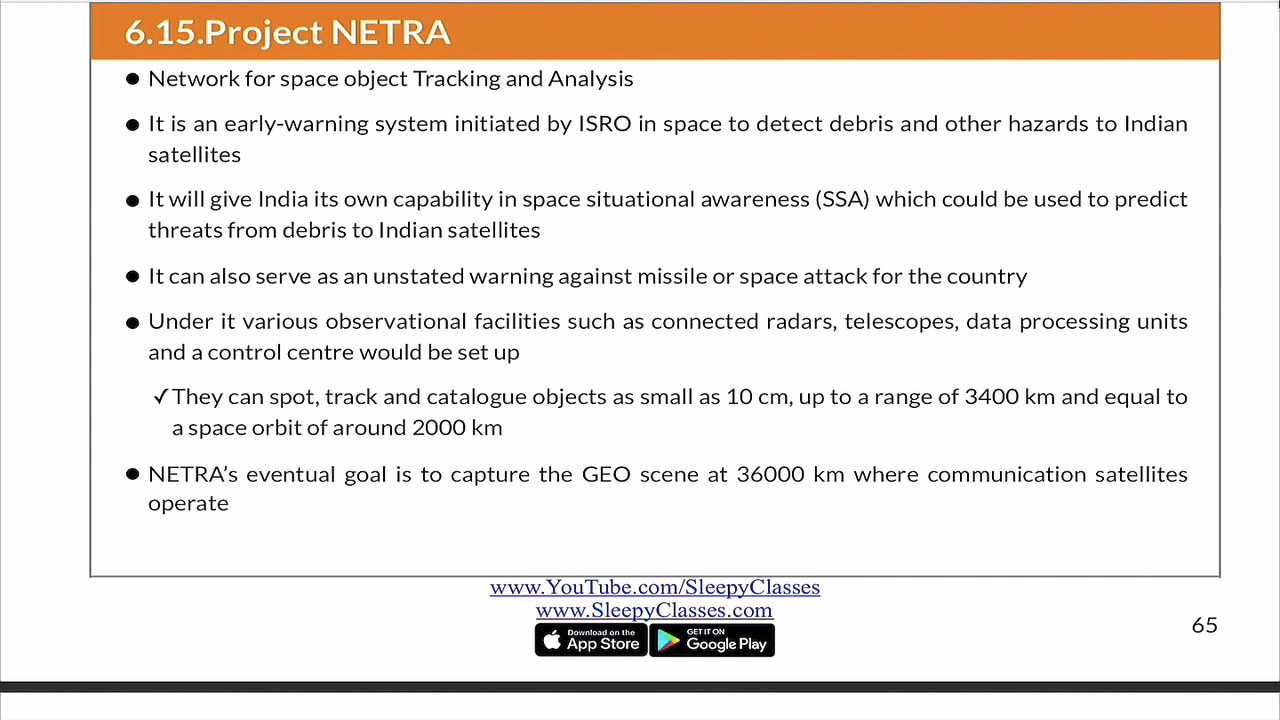 6.15.Project NETRA
● Network for space object Tracking and Analysis
● It is an early-warning system initiated by ISRO in space to detect debris and other hazards to Indian
satellites
● It will give India its own capability in space situational awareness (SSA) which could be used to predict
threats from debris to Indian satellites
● It can also serve as an unstated warning against missile or space attack for the country
● Under it various observational facilities such as connected radars, telescopes, data processing units
and a control centre would be set up
✓They can spot, track and catalogue objects as small as 10 cm, up to a range of 3400 km and equal to
a space orbit of around 2000 km
● NETRA’s eventual goal is to capture the GEO scene at 36000 km where communication satellites
operate
www.YouTube.com/SleepyClasses
www.SleepyClasses.com
Download on the
App Store
GET IT ON
Google Play
65